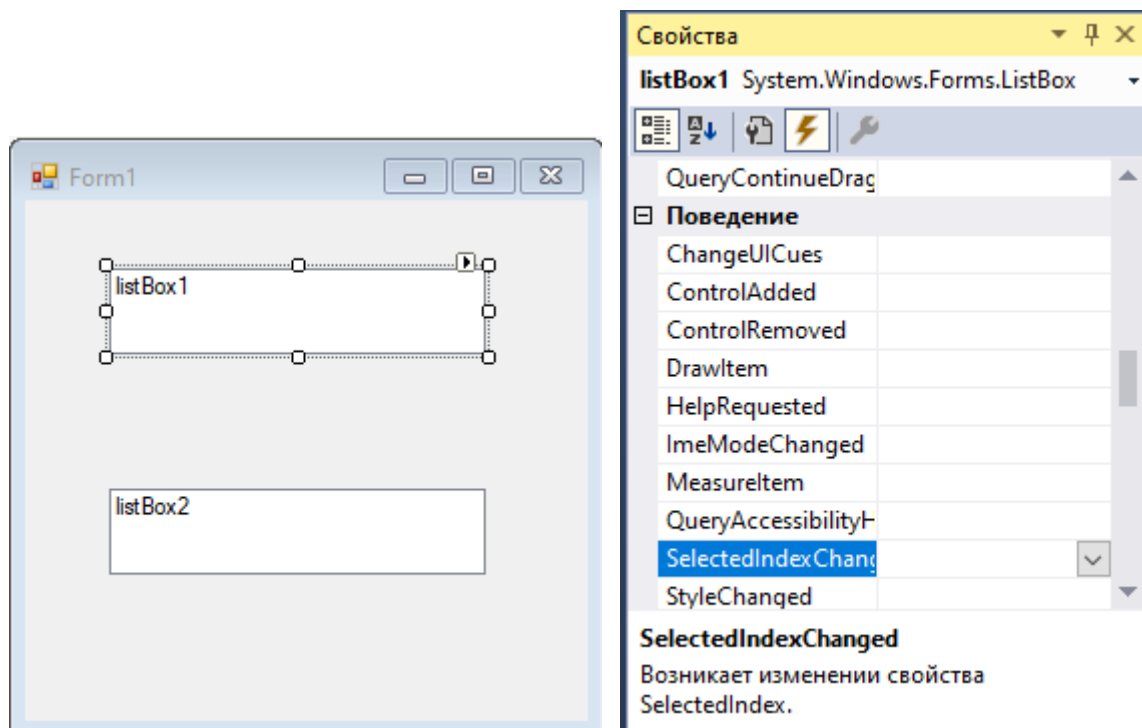 Form1
listBox1
listBox2
Свойства
listBox1 System.Windows.Forms.ListBox
QueryContinueDrag
Поведение
ChangeUICues
ControlAdded
ControlRemoved
DrawItem
HelpRequested
ImeModeChanged
MeasureItem
QueryAccessibilityH
SelectedIndexChang
StyleChanged
SelectedIndexChanged
Возникает изменении свойства
SelectedIndex.